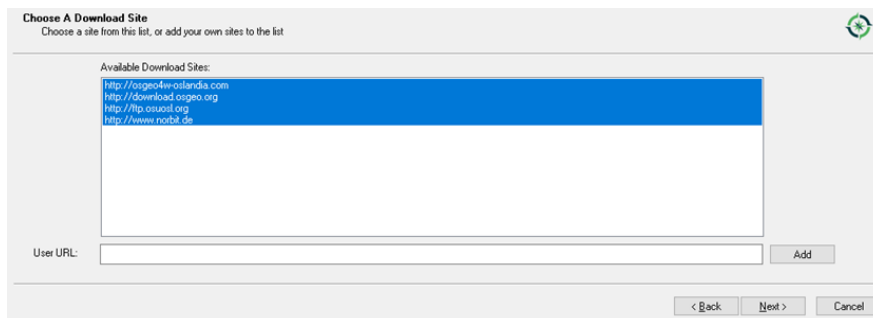 Choose A Download Site
Choose a site from this list, or add your own sites to the list
Available Download Sites:
http://osgeo4w-oslandia.com
http://download.osgeo.org
http://ftp.osuosl.org
http://www.norbit.de
User URL:
Add
< Back
Next >
Cancel